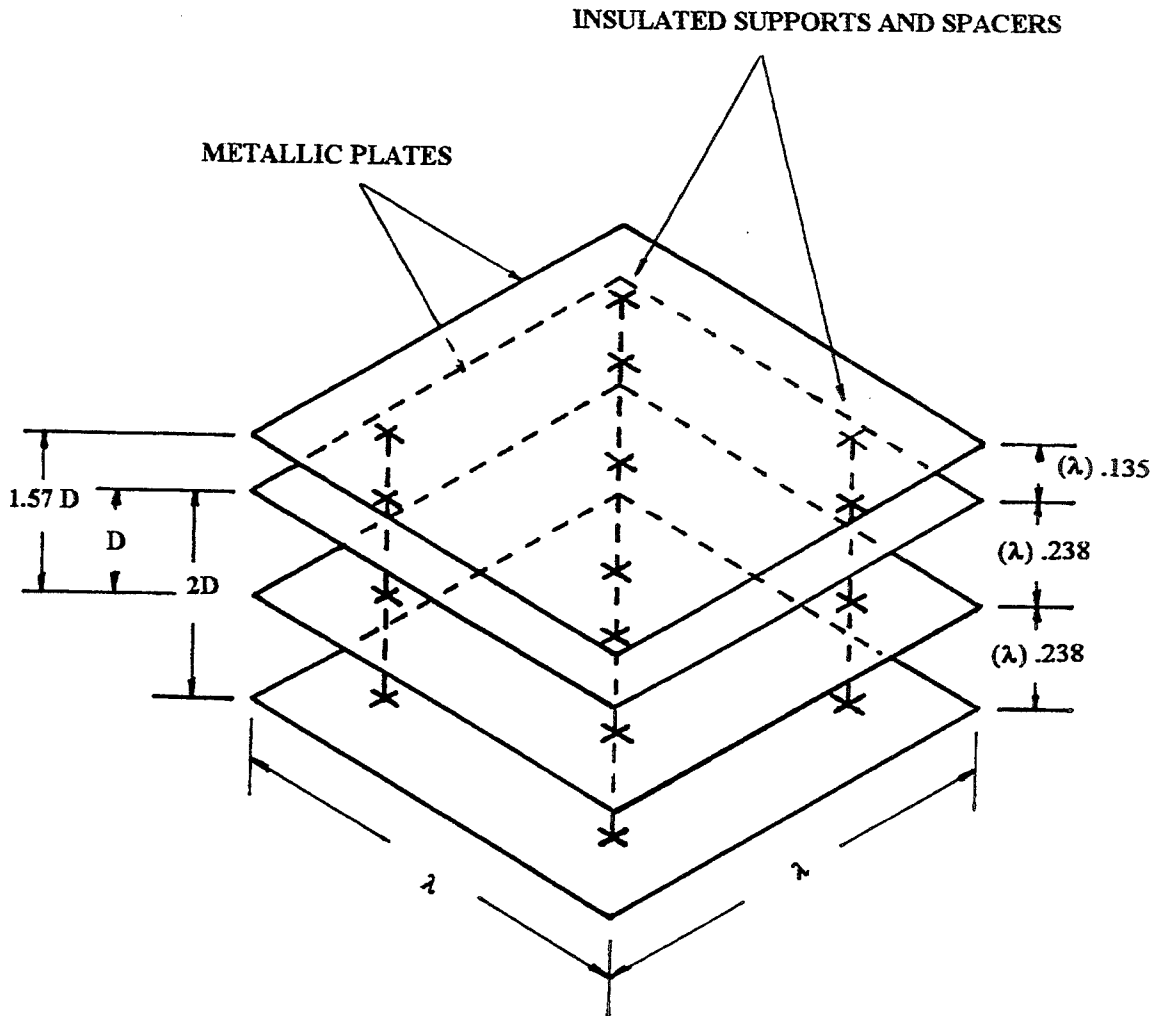 INSULATED SUPPORTS AND SPACERS
METALLIC PLATES
1.57 D
D
2D
(λ) .135
(λ) .238
(λ) .238
λ
λ